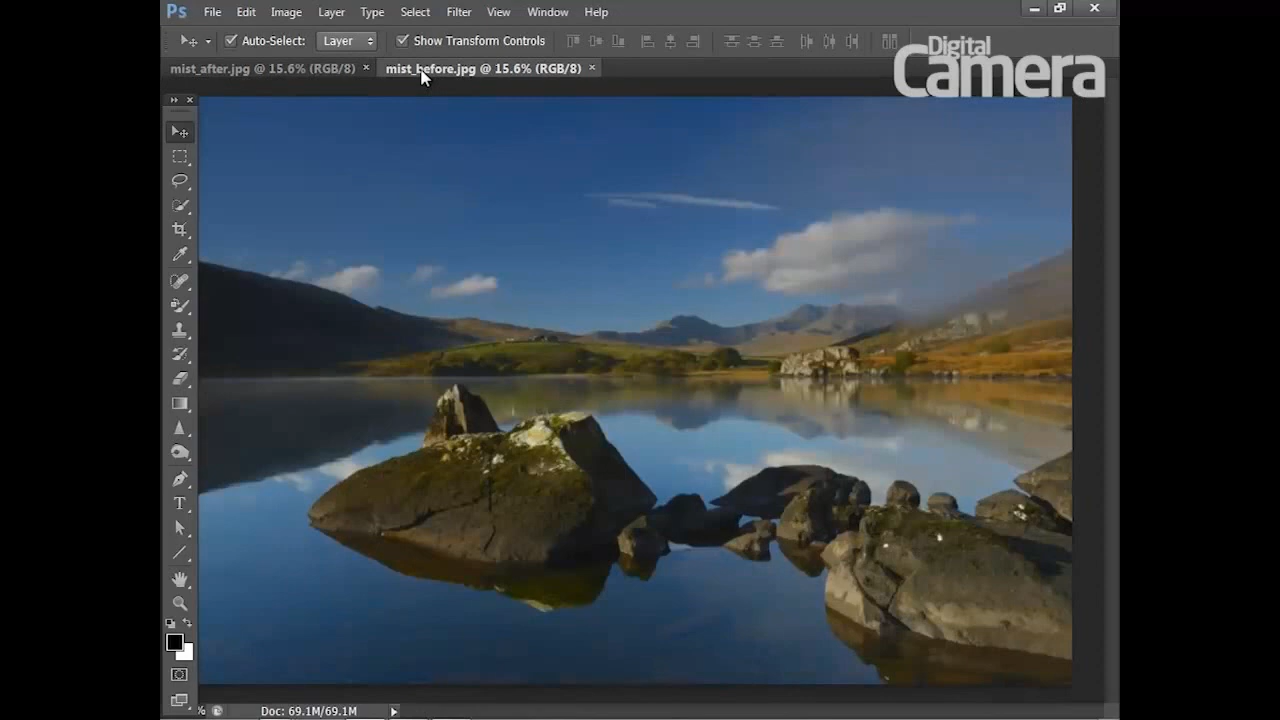 Ps File Edit Image Layer Type Select Filter View Window Help
Auto-Select: Layer Show Transform Controls
Digital
Camera
mist_after.jpg @ 15.6% (RGB/8) × mist_before.jpg @ 15.6% (RGB/8) ×
T
% Doc: 69.1M/69.1M